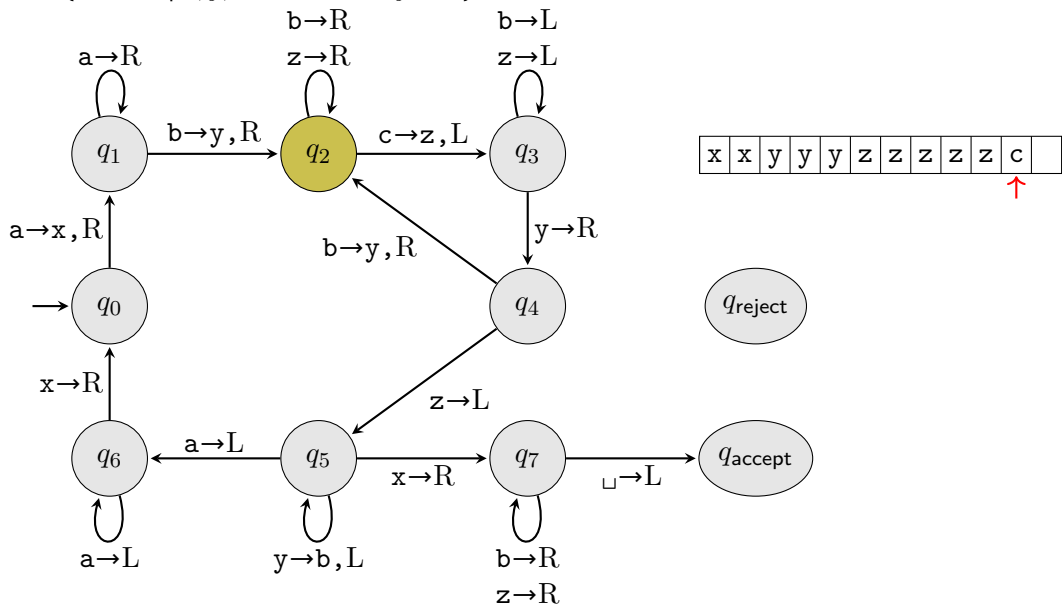 b→R
b→L
a→R
z→R
z→L
b→y,R
c→z,L
q1
q2
q3
x x y y y z z z z z c
a→x,R
b→y,R
y→R
q0
q4
qreject
x→R
z→L
a→L
q6
q5
x→R
q7
␣→L
qaccept
a→L
y→b,L
b→R
z→R